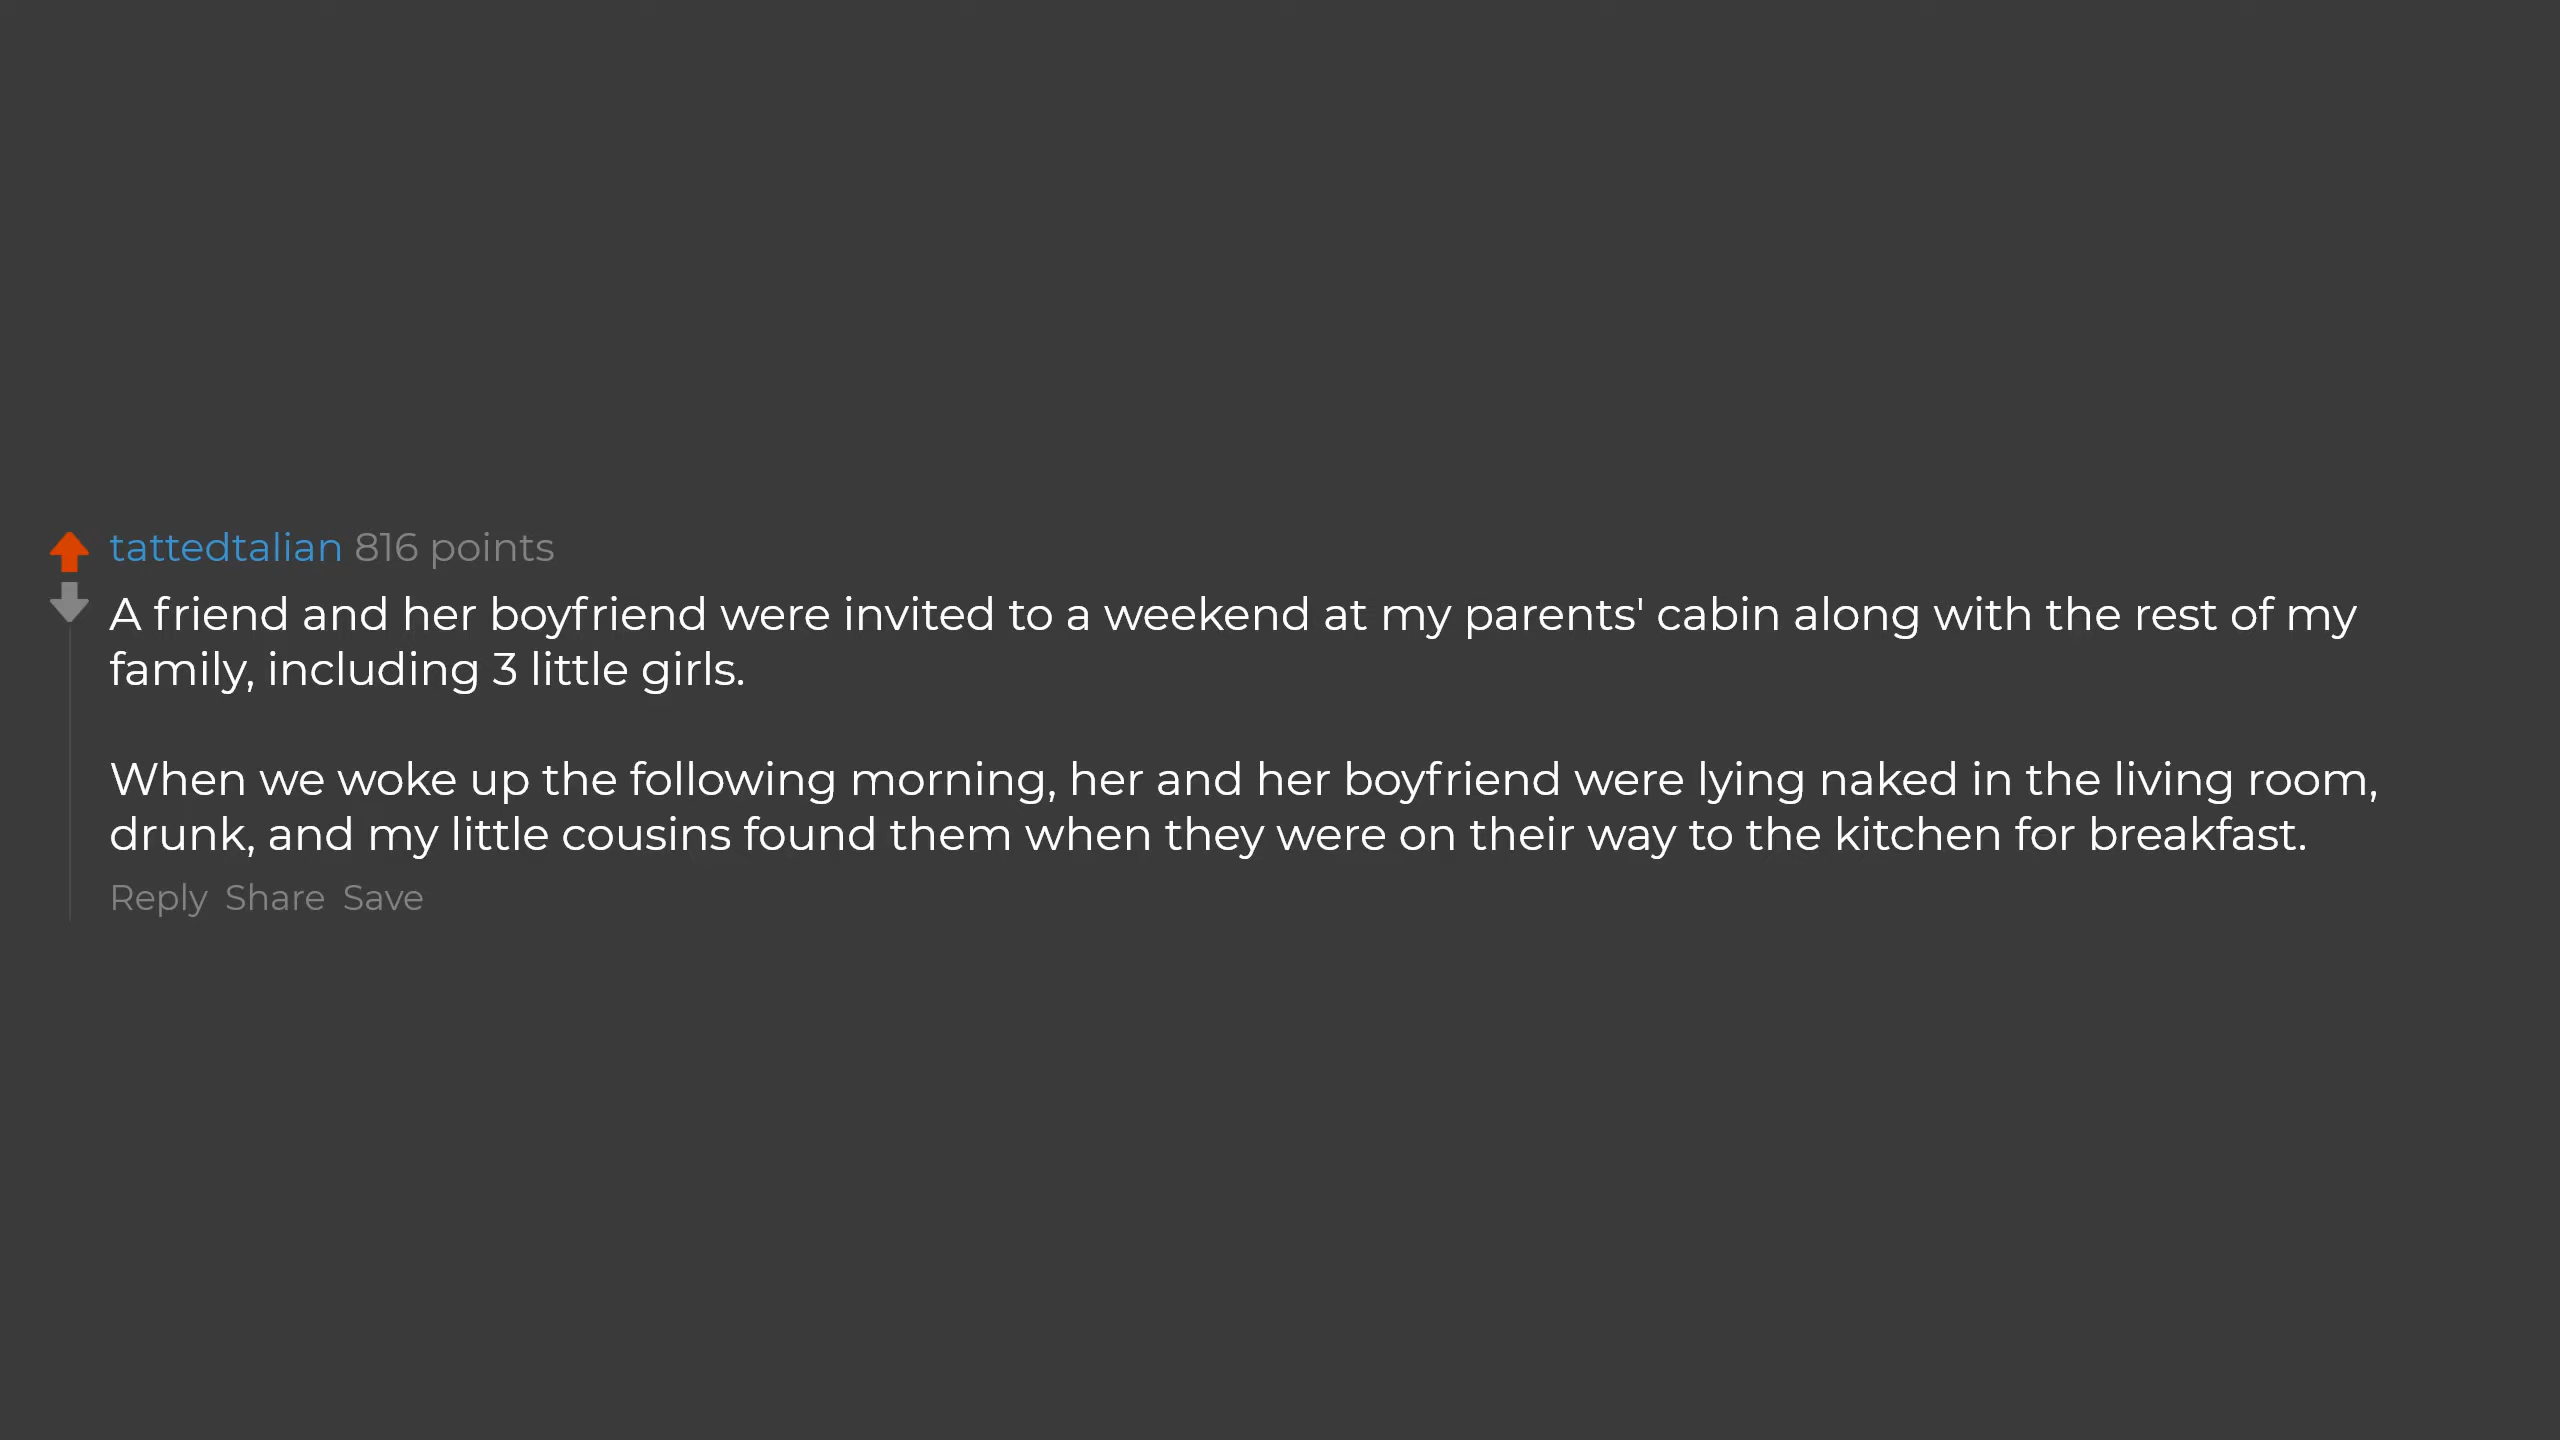 tattedtalian 816 points
A friend and her boyfriend were invited to a weekend at my parents' cabin along with the rest of my
family, including 3 little girls.
When we woke up the following morning, her and her boyfriend were lying naked in the living room,
drunk, and my little cousins found them when they were on their way to the kitchen for breakfast.
Reply Share Save